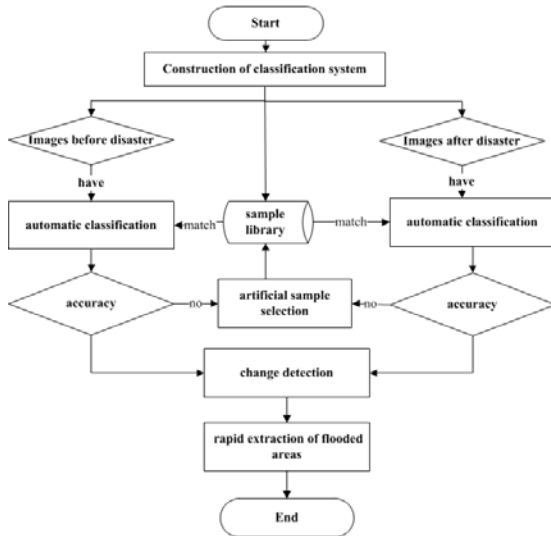 Start
Construction of classification system
Images before disaster
Images after disaster
have
have
automatic classification
match
sample
library
match
automatic classification
accuracy
no
artificial sample
selection
no
accuracy
change detection
rapid extraction of flooded
areas
End